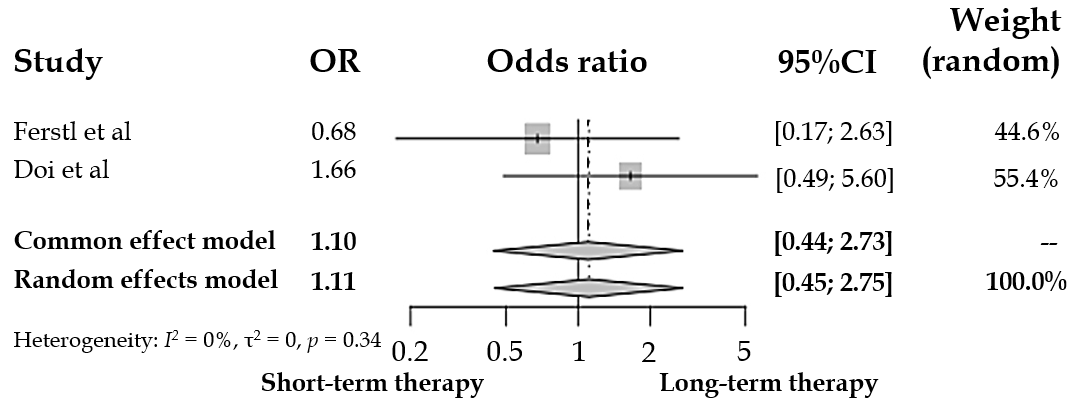 Weight
Study OR Odds ratio 95%CI (random)
Ferstl et al 0.68 [0.17; 2.63] 44.6%
Doi et al 1.66 [0.49; 5.60] 55.4%
Common effect model 1.10 [0.44; 2.73] --
Random effects model 1.11 [0.45; 2.75] 100.0%
Heterogeneity: I² = 0%, τ² = 0, p = 0.34
0.2 0.5 1 2 5
Short-term therapy Long-term therapy